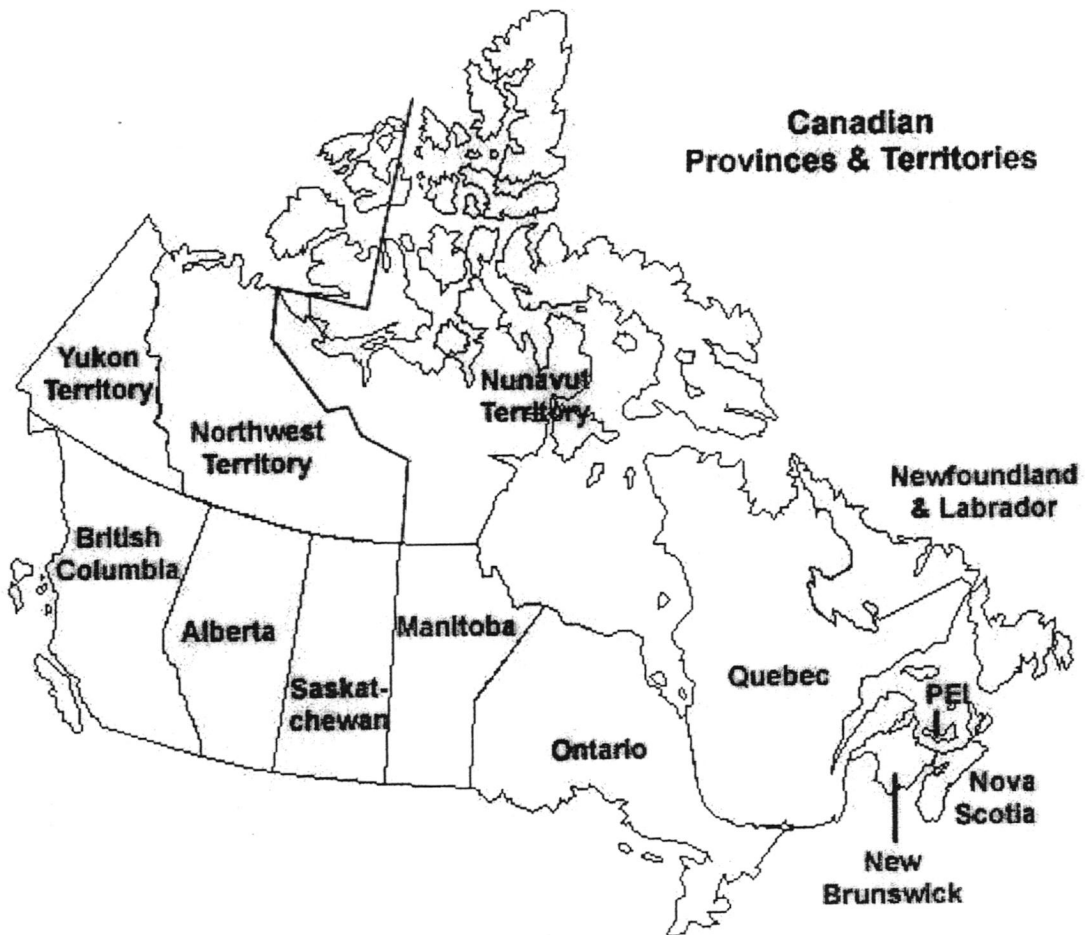 Canadian
Provinces & Territories
Yukon
Territory
Northwest
Territory
Nunavut
Territory
Newfoundland
& Labrador
British
Columbia
Alberta
Saskat-
chewan
Manitoba
Ontario
Quebec
PEI
Nova
Scotia
New
Brunswick